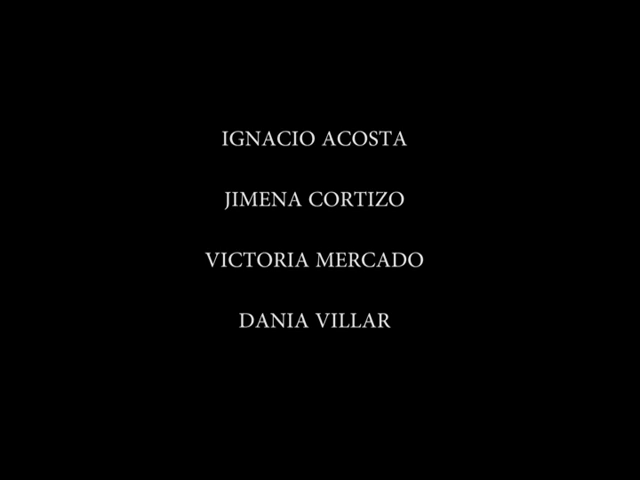 IGNACIO ACOSTA
JIMENA CORTIZO
VICTORIA MERCADO
DANIA VILLAR